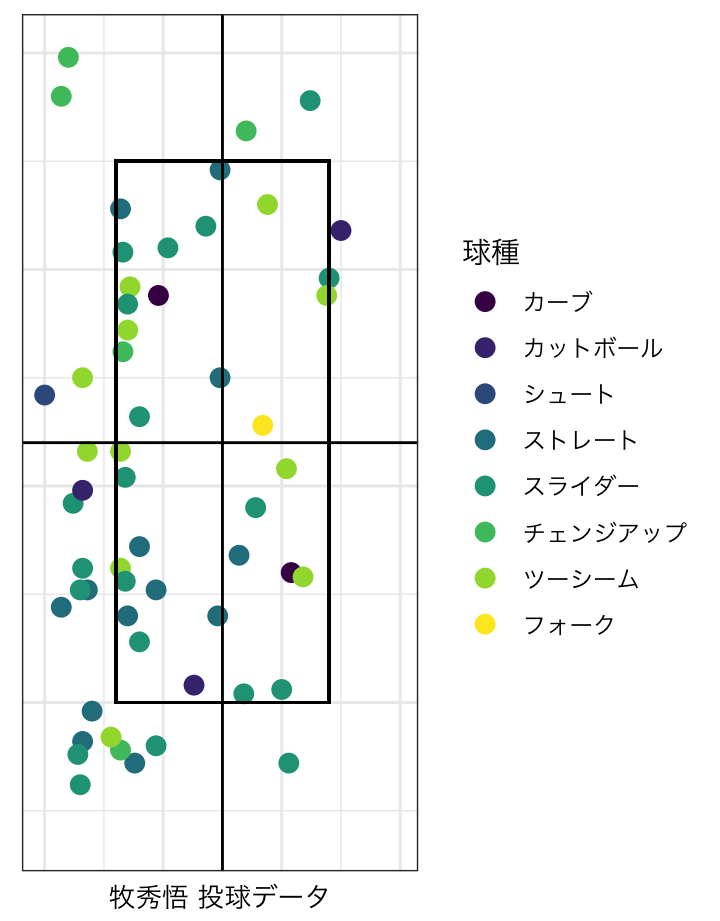 球種
カーブ
カットボール
シュート
ストレート
スライダー
チェンジアップ
ツーシーム
フォーク
牧秀悟 投球データ